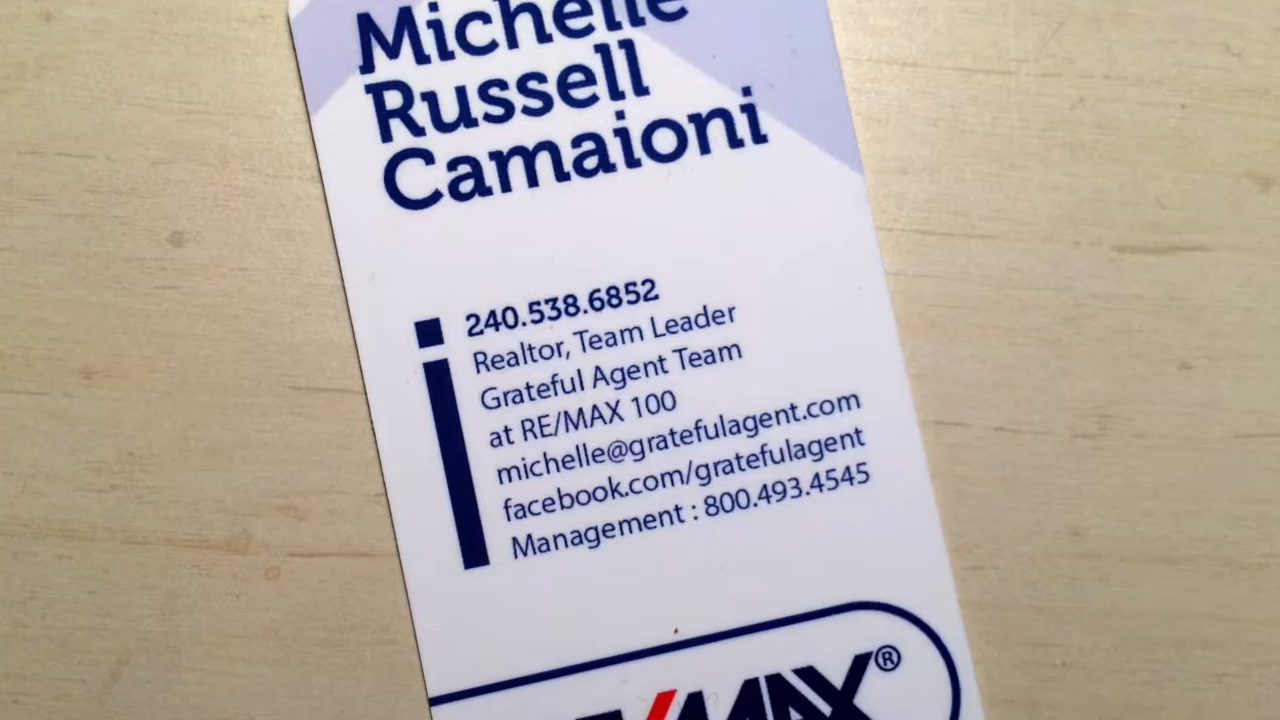 Michelle
Russell
Camaioni
240.538.6852
Realtor, Team Leader
Grateful Agent Team
at RE/MAX 100
michelle@gratefulagent.com
facebook.com/gratefulagent
Management : 800.493.4545
/MAX®